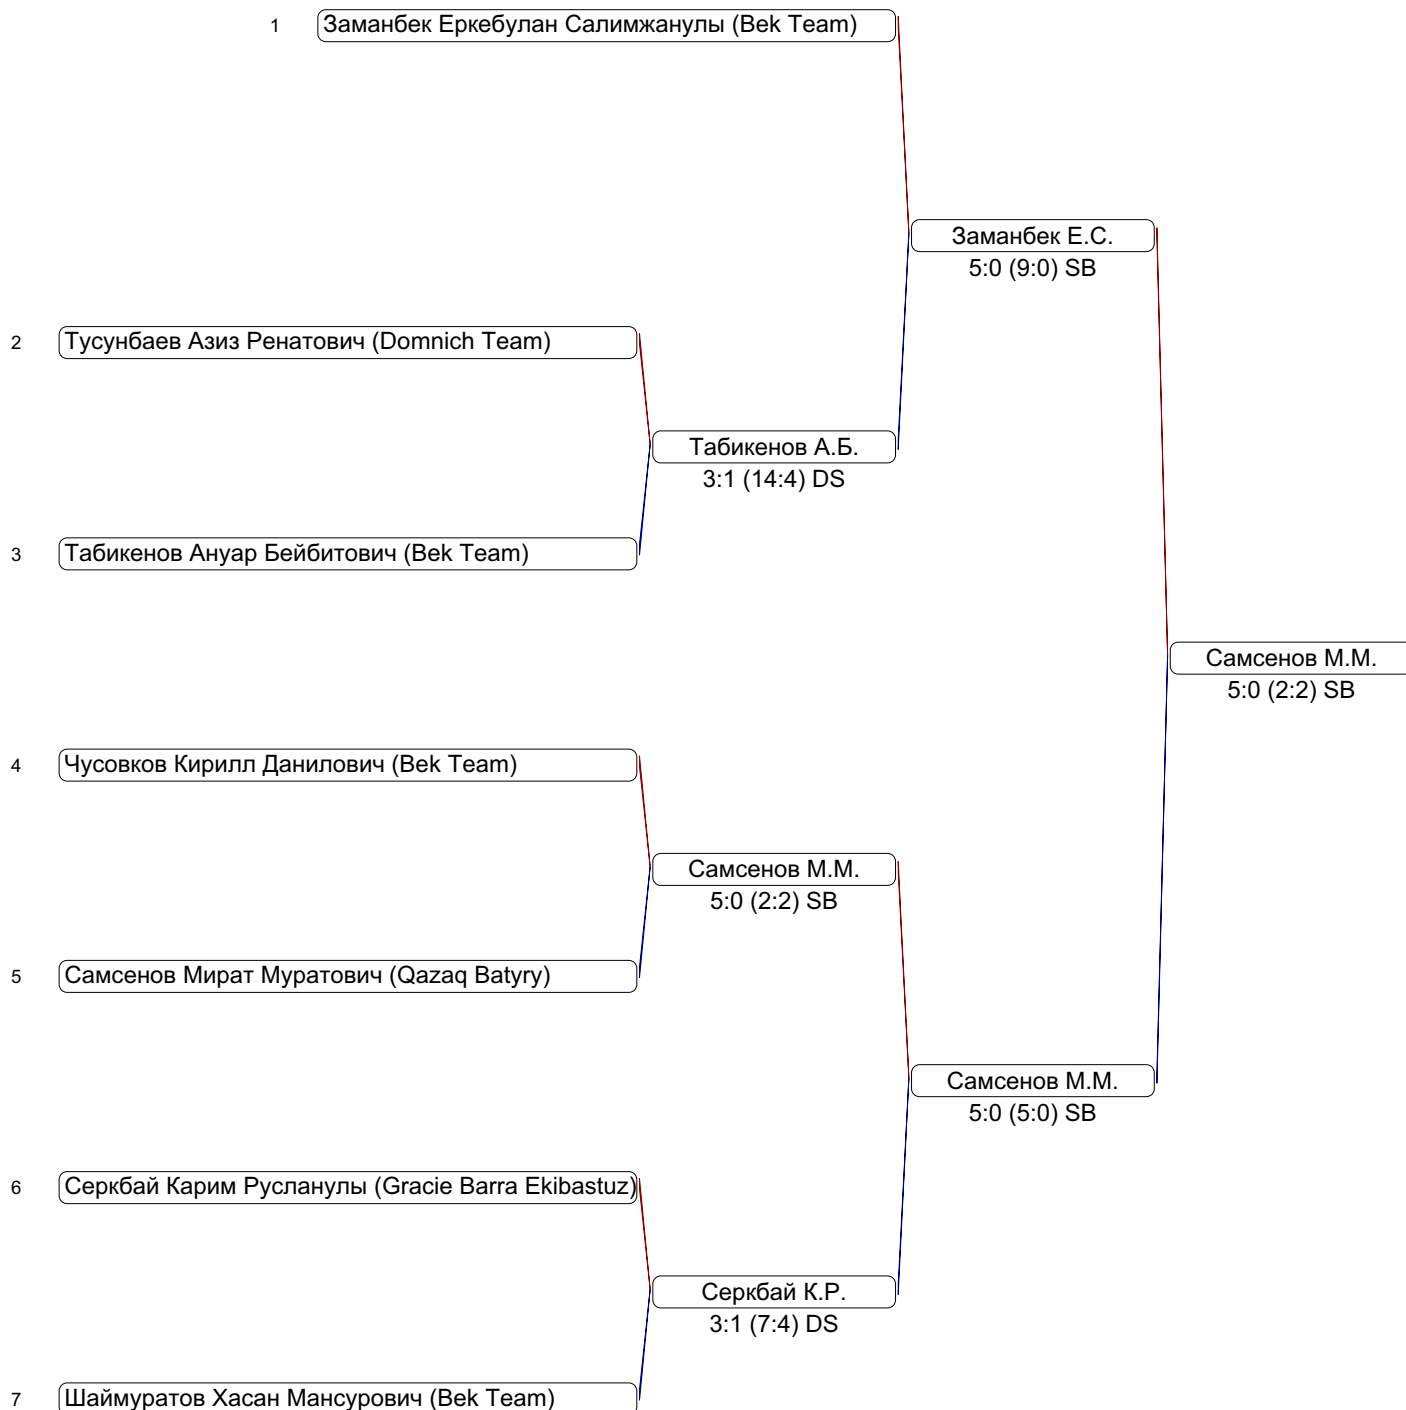 1 Заманбек Еркебулан Салимжанулы (Bek Team)
Заманбек Е.С.
5:0 (9:0) SB
2 Тусунбаев Азиз Ренатович (Domnich Team)
Табикенов А.Б.
3:1 (14:4) DS
3 Табикенов Ануар Бейбитович (Bek Team)
Самсенов М.М.
5:0 (2:2) SB
4 Чусовков Кирилл Данилович (Bek Team)
Самсенов М.М.
5:0 (2:2) SB
5 Самсенов Мират Муратович (Qazaq Batyry)
Самсенов М.М.
5:0 (5:0) SB
6 Серкбай Карим Русланулы (Gracie Barra Ekibastuz)
Серкбай К.Р.
3:1 (7:4) DS
7 Шаймуратов Хасан Мансурович (Bek Team)